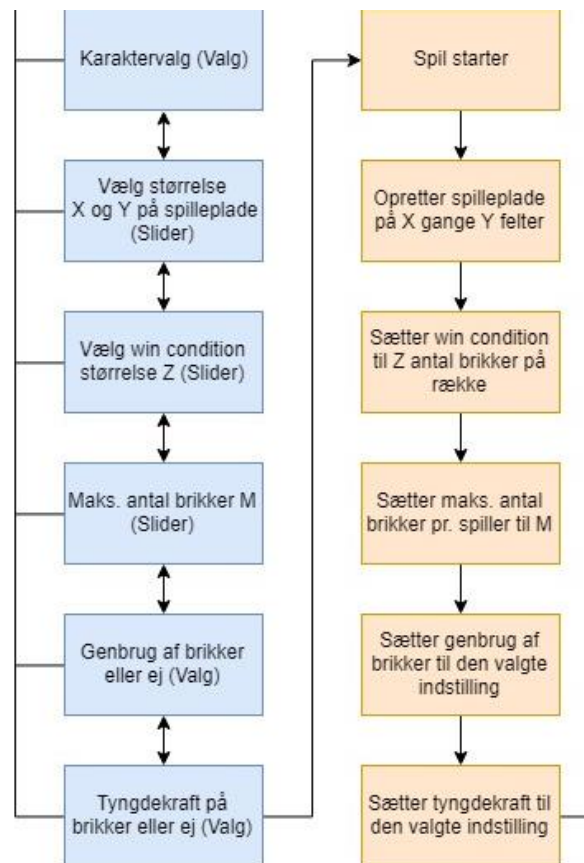 Karaktervalg (Valg)
Vælg størrelse
X og Y på spilleplade
(Slider)
Vælg win condition
størrelse Z (Slider)
Maks. antal brikker M
(Slider)
Genbrug af brikker
eller ej (Valg)
Tyngdekraft på
brikker eller ej (Valg)
Spil starter
Opretter spilleplade
på X gange Y felter
Sætter win condition
til Z antal brikker på
række
Sætter maks. antal
brikker pr. spiller til M
Sætter genbrug af
brikker til den valgte
indstilling
Sætter tyngdekraft til
den valgte indstilling